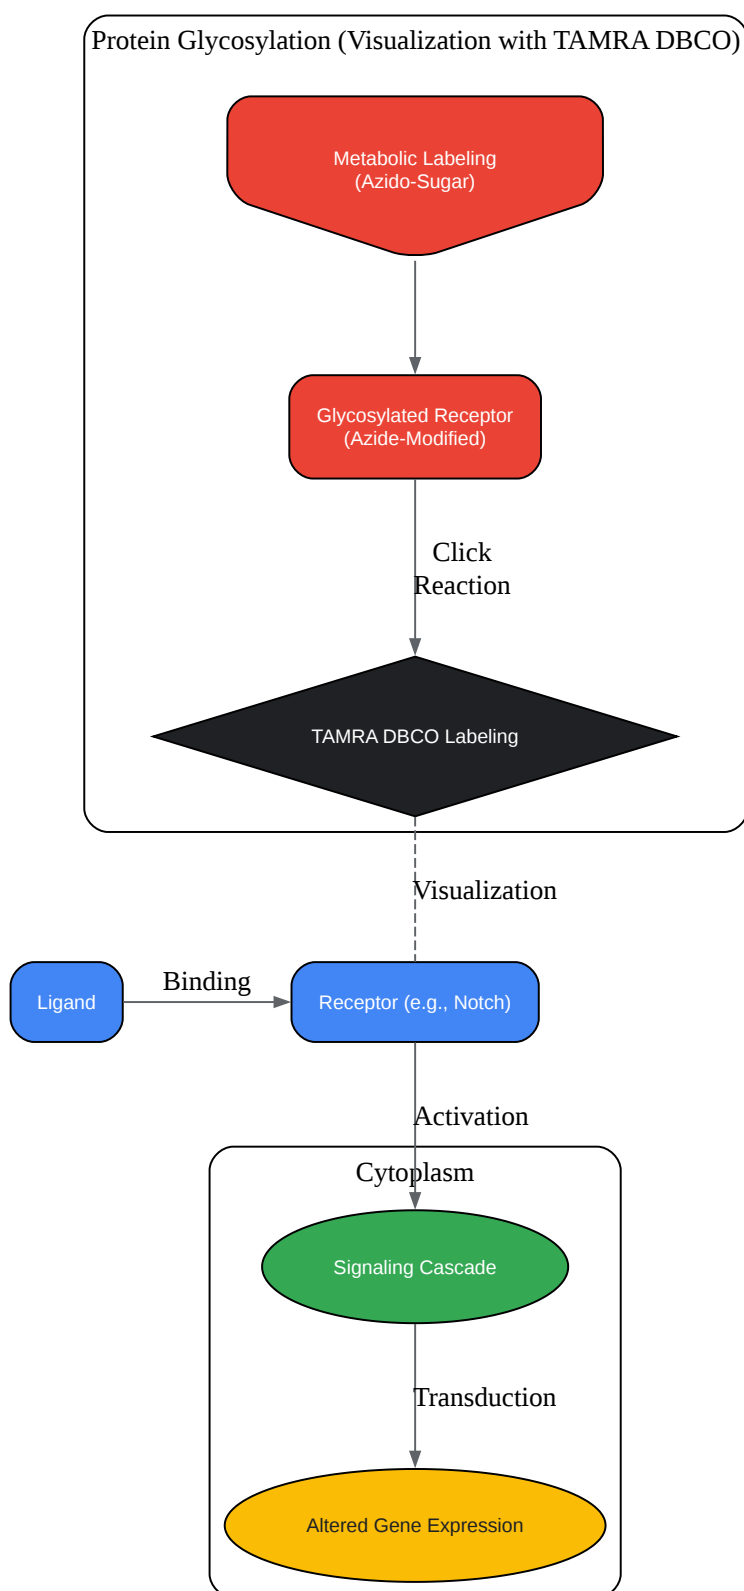 Protein Glycosylation (Visualization with TAMRA DBCO)
Metabolic Labeling
(Azido-Sugar)
Glycosylated Receptor
(Azide-Modified)
Click
Reaction
TAMRA DBCO Labeling
Visualization
Ligand
Binding
Receptor (e.g., Notch)
Activation
Cytoplasm
Signaling Cascade
Transduction
Altered Gene Expression